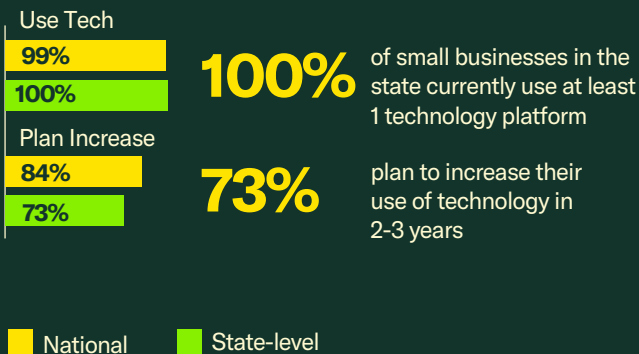 Use Tech
99%
100%
100%
of small businesses in the
state currently use at least
1 technology platform
Plan Increase
84%
73%
73%
plan to increase their
use of technology in
2-3 years
National
State-level